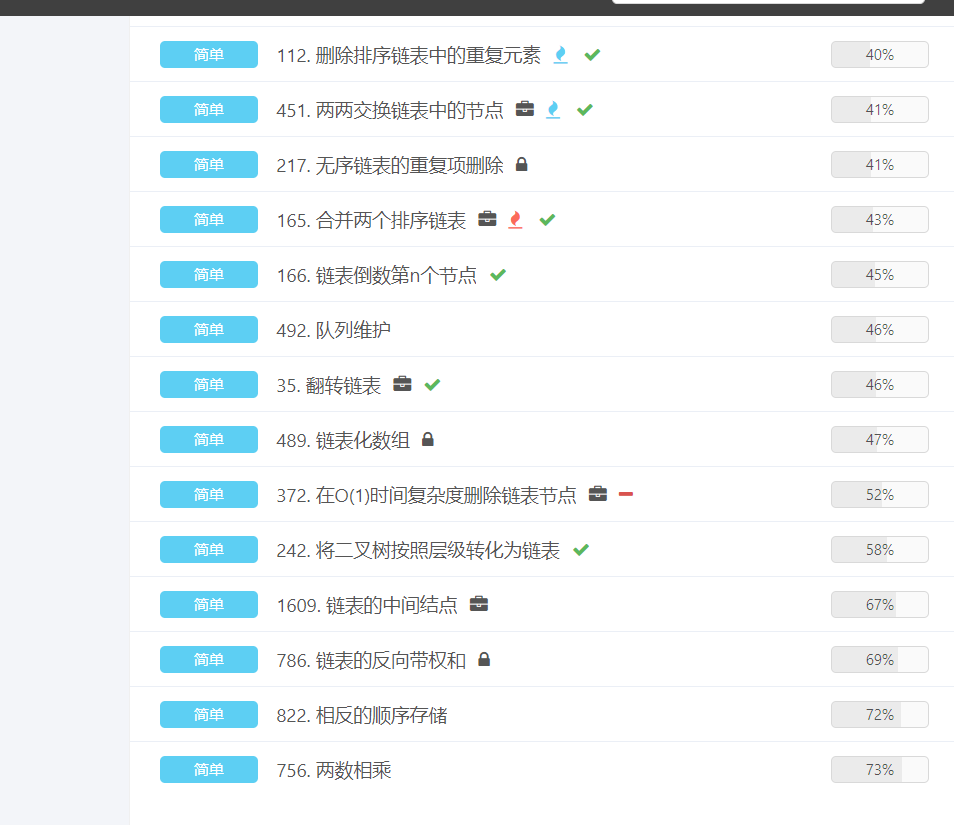 简单 112. 删除排序链表中的重复元素 40%
简单 451. 两两交换链表中的节点 41%
简单 217. 无序链表的重复项删除 41%
简单 165. 合并两个排序链表 43%
简单 166. 链表倒数第n个节点 45%
简单 492. 队列维护 46%
简单 35. 翻转链表 46%
简单 489. 链表化数组 47%
简单 372. 在O(1)时间复杂度删除链表节点 52%
简单 242. 将二叉树按照层级转化为链表 58%
简单 1609. 链表的中间结点 67%
简单 786. 链表的反向带权和 69%
简单 822. 相反的顺序存储 72%
简单 756. 两数相乘 73%